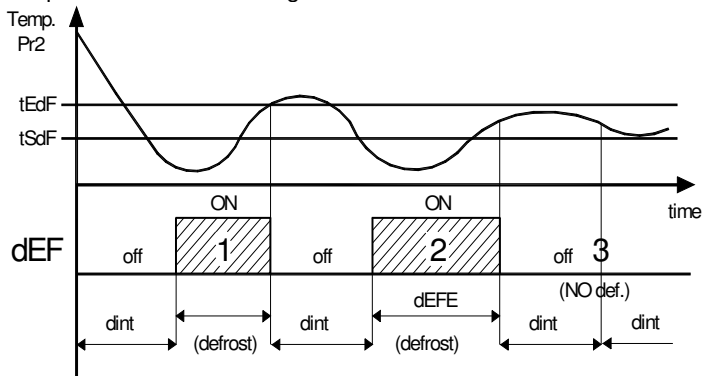 Temp.
Pr2
tEdF
tSdF
time
ON
ON
dEF
off
1
off
2
off
3
(NO def.)
dEFE
dint
(defrost)
dint
(defrost)
dint
dint